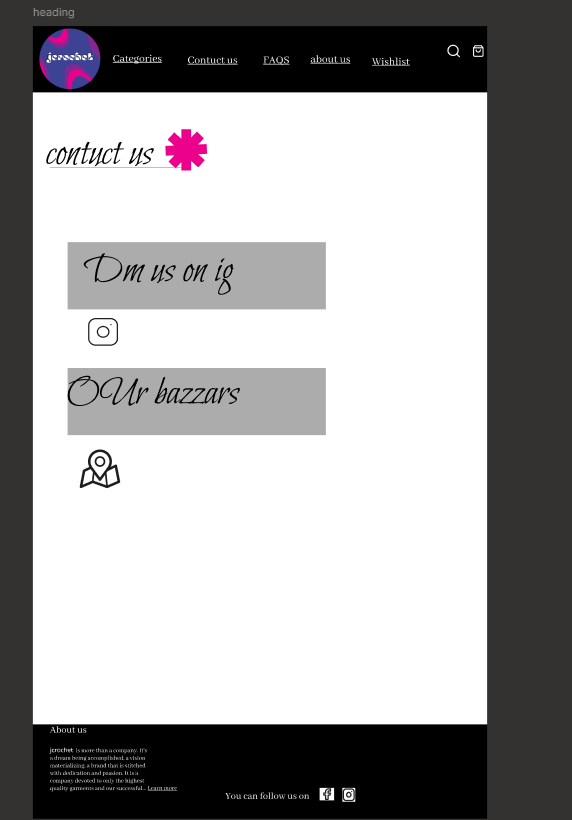 heading
jcrochet
Categories
Contuct us
FAQS
about us
Wishlist
contuct us
Dm us on ig
OUr bazzars
About us
jcrochet is more than a company. It's
a dream being accomplished, a vision
materializing, a brand that is stitched
with dedication and passion. It is a
company devoted to only the highest
quality garments and our successful... Learn more
You can follow us on